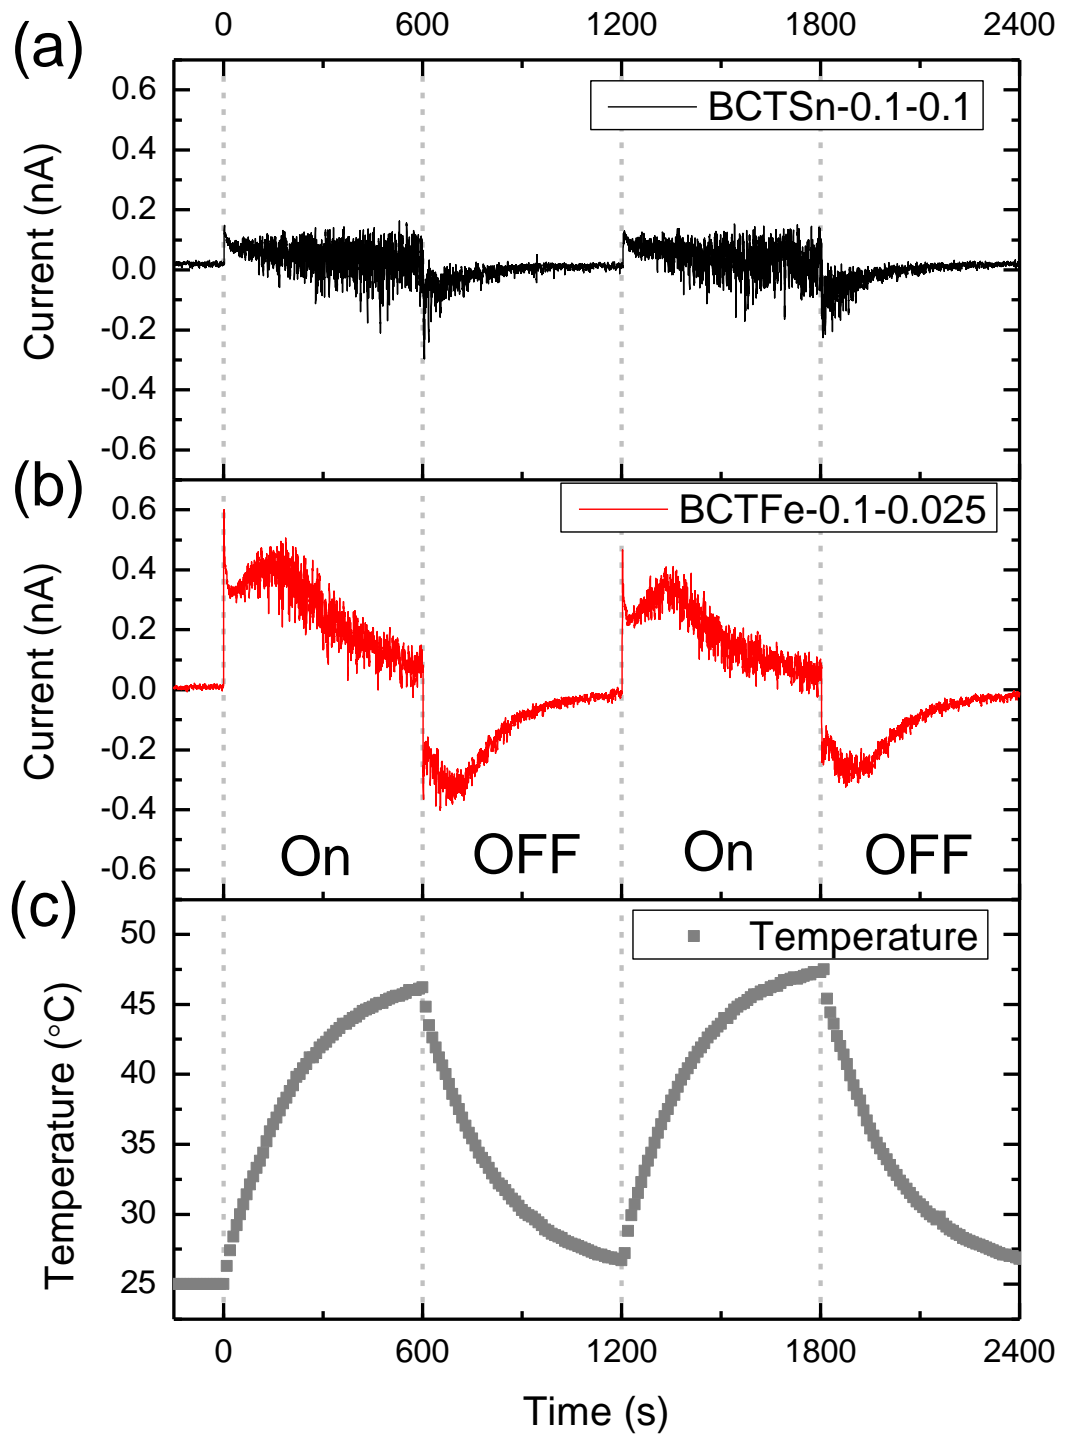 (a)
0 600 1200 1800 2400
BCTSn-0.1-0.1
0.6
0.4
0.2
0.0
-0.2
-0.4
-0.6
Current (nA)
(b)
BCTFe-0.1-0.025
0.6
0.4
0.2
0.0
-0.2
-0.4
-0.6
Current (nA)
On OFF On OFF
(c)
Temperature
50
45
40
35
30
25
Temperature (°C)
0 600 1200 1800 2400
Time (s)